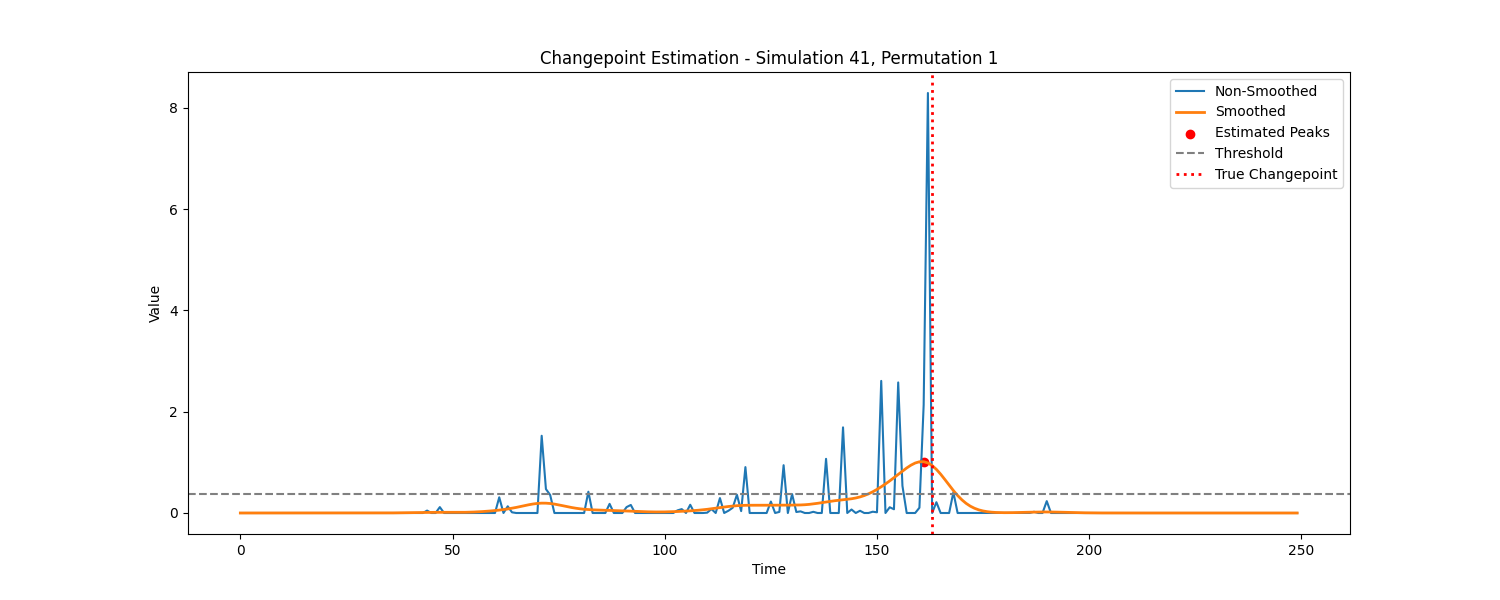 Changepoint Estimation - Simulation 41, Permutation 1
Non-Smoothed
Smoothed
Estimated Peaks
Threshold
True Changepoint
8
6
4
2
0
Value
0 50 100 150 200 250
Time